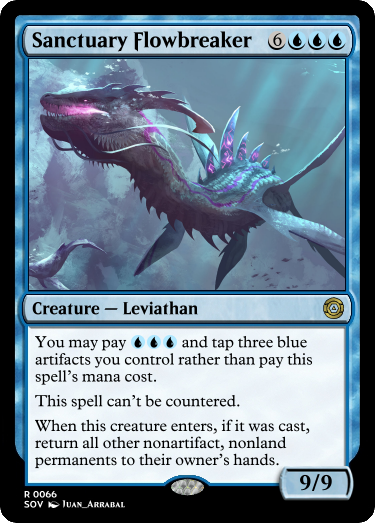 Sanctuary Flowbreaker 6
Creature — Leviathan
You may pay and tap three blue
artifacts you control rather than pay this
spell's mana cost.
This spell can't be countered.
When this creature enters, if it was cast,
return all other nonartifact, nonland
permanents to their owner's hands.
9/9
R 0066
SOV Juan_Arrabal